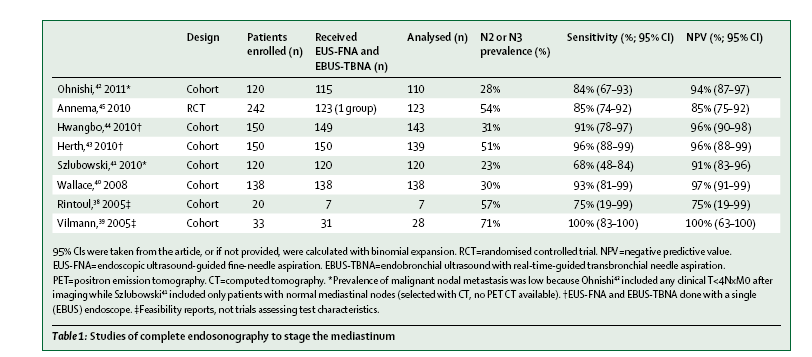 Design Patients Received Analysed (n) N2 or N3 Sensitivity (%; 95% CI) NPV (%; 95% CI)
enrolled (n) EUS-FNA and prevalence (%)
EBUS-TBNA (n)
Ohnishi,⁴² 2011* Cohort 120 115 110 28% 84% (67–93) 94% (87–97)
Annema,⁴⁵ 2010 RCT 242 123 (1 group) 123 54% 85% (74–92) 85% (75–92)
Hwangbo,⁴⁴ 2010† Cohort 150 149 143 31% 91% (78–97) 96% (90–98)
Herth,⁴³ 2010† Cohort 150 150 139 51% 96% (88–99) 96% (88–99)
Szlubowski,⁴¹ 2010* Cohort 120 120 120 23% 68% (48–84) 91% (83–96)
Wallace,⁴⁰ 2008 Cohort 138 138 138 30% 93% (81–99) 97% (91–99)
Rintoul,³⁸ 2005‡ Cohort 20 7 7 57% 75% (19–99) 75% (19–99)
Vilmann,³⁹ 2005‡ Cohort 33 31 28 71% 100% (83–100) 100% (63-100)
95% CIs were taken from the article, or if not provided, were calculated with binomial expansion. RCT=randomised controlled trial. NPV=negative predictive value.
EUS-FNA=endoscopic ultrasound-guided fine-needle aspiration. EBUS-TBNA=endobronchial ultrasound with real-time-guided transbronchial needle aspiration.
PET=positron emission tomography. CT=computed tomography. *Prevalence of malignant nodal metastasis was low because Ohnishi⁴² included any clinical T<4NxM0 after
imaging while Szlubowski⁴¹ included only patients with normal mediastinal nodes (selected with CT, no PET CT available). †EUS-FNA and EBUS-TBNA done with a single
(EBUS) endoscope. ‡Feasibility reports, not trials assessing test characteristics.
Table 1: Studies of complete endosonography to stage the mediastinum